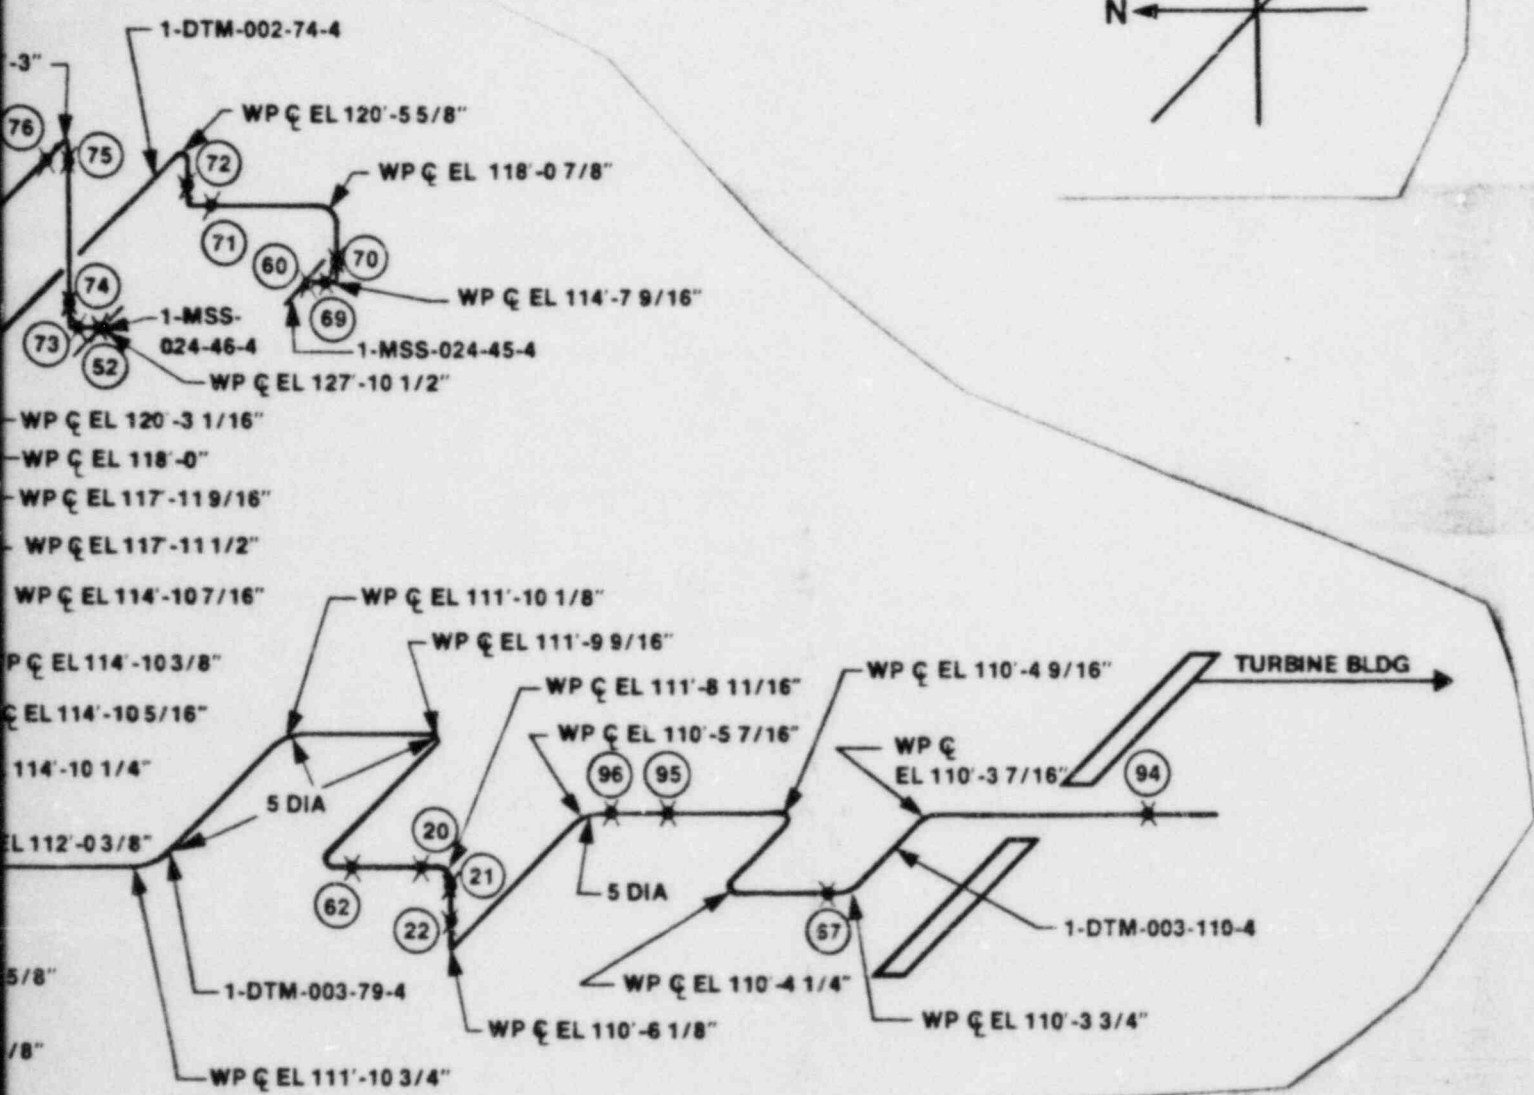 N
1-DTM-002-74-4
-3"
WP ℄ EL 120'-5 5/8"
76
75
72
WP ℄ EL 118'-0 7/8"
71
60
70
74
WP ℄ EL 114'-7 9/16"
1-MSS-
024-46-4
69
73
52
1-MSS-024-45-4
WP ℄ EL 127'-10 1/2"
WP ℄ EL 120'-3 1/16"
WP ℄ EL 118'-0"
WP ℄ EL 117'-11 9/16"
WP ℄ EL 117'-11 1/2"
WP ℄ EL 114'-10 7/16"
WP ℄ EL 111'-10 1/8"
WP ℄ EL 111'-9 9/16"
P ℄ EL 114'-10 3/8"
WP ℄ EL 110'-4 9/16"
TURBINE BLDG
WP ℄ EL 111'-8 11/16"
℄ EL 114'-10 5/16"
WP ℄ EL 110'-5 7/16"
WP ℄
EL 110'-3 7/16"
114'-10 1/4"
96
95
94
5 DIA
20
EL 112'-0 3/8"
21
62
5 DIA
22
67
1-DTM-003-110-4
5/8"
1-DTM-003-79-4
WP ℄ EL 110'-4 1/4"
WP ℄ EL 110'-6 1/8"
WP ℄ EL 110'-3 3/4"
/8"
WP ℄ EL 111'-10 3/4"